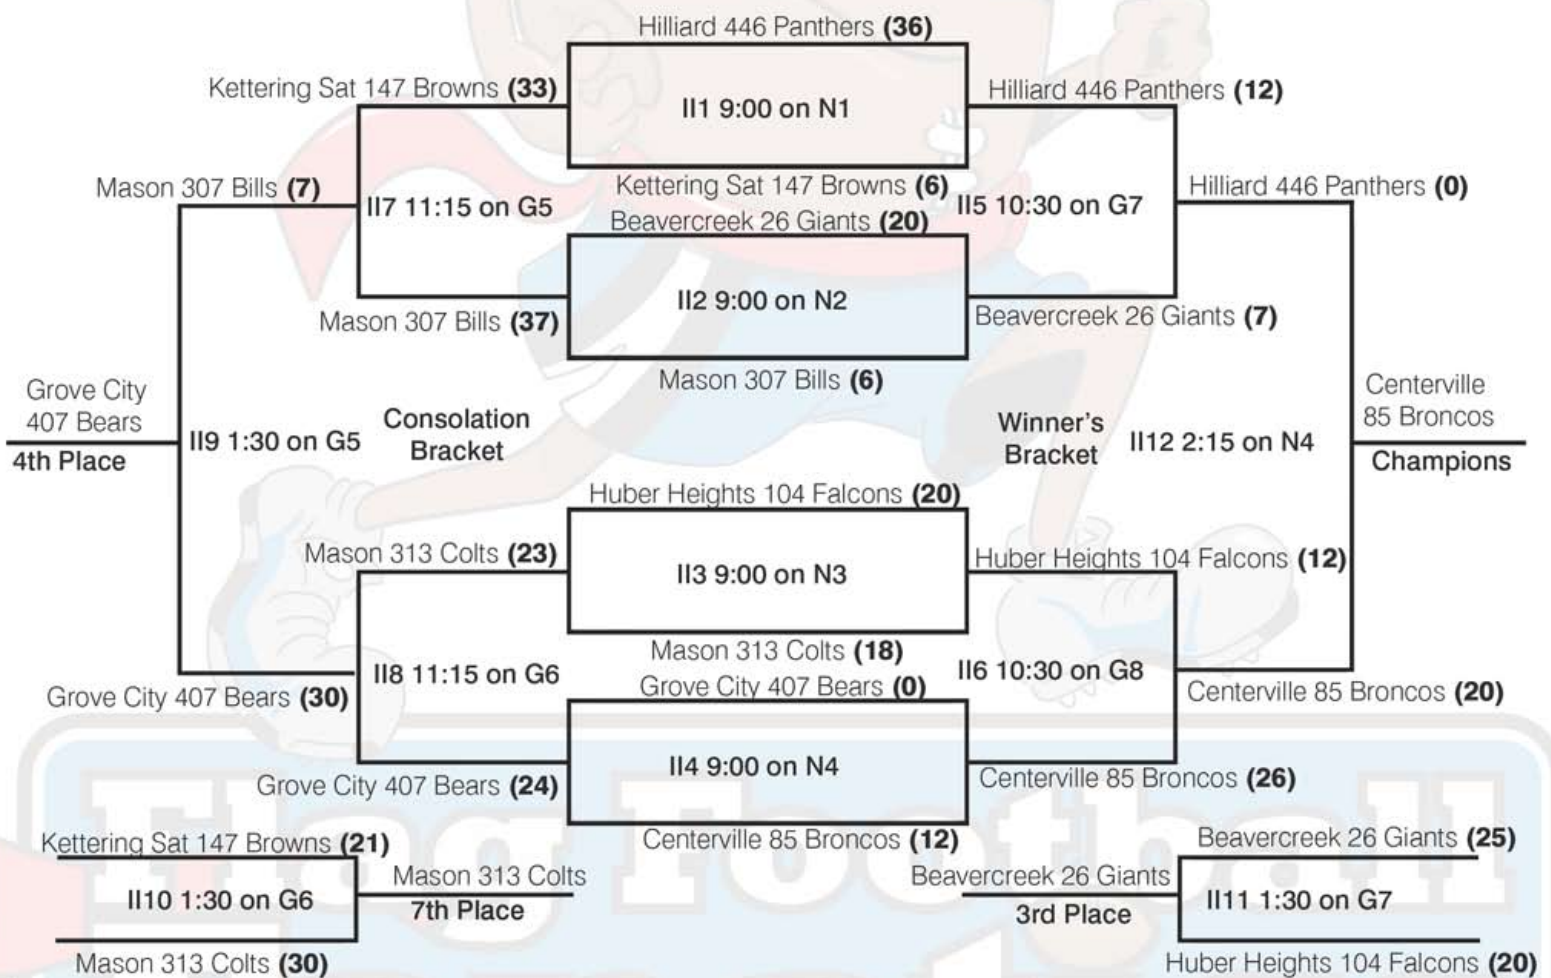 Hilliard 446 Panthers (36)
Kettering Sat 147 Browns (33)
Hilliard 446 Panthers (12)
II1 9:00 on N1
Mason 307 Bills (7)
Kettering Sat 147 Browns (6)
Hilliard 446 Panthers (0)
II7 11:15 on G5
II5 10:30 on G7
Beavercreek 26 Giants (20)
II2 9:00 on N2
Mason 307 Bills (37)
Beavercreek 26 Giants (7)
Mason 307 Bills (6)
Grove City
407 Bears
4th Place
II9 1:30 on G5
Consolation
Bracket
Winner's
Bracket
II12 2:15 on N4
Centerville
85 Broncos
Champions
Huber Heights 104 Falcons (20)
Mason 313 Colts (23)
Huber Heights 104 Falcons (12)
II3 9:00 on N3
Mason 313 Colts (18)
II8 11:15 on G6
II6 10:30 on G8
Grove City 407 Bears (0)
Grove City 407 Bears (30)
Centerville 85 Broncos (20)
II4 9:00 on N4
Grove City 407 Bears (24)
Centerville 85 Broncos (26)
Centerville 85 Broncos (12)
Kettering Sat 147 Browns (21)
II10 1:30 on G6
Mason 313 Colts (30)
Mason 313 Colts
7th Place
Beavercreek 26 Giants
3rd Place
Beavercreek 26 Giants (25)
II11 1:30 on G7
Huber Heights 104 Falcons (20)
Flag Football